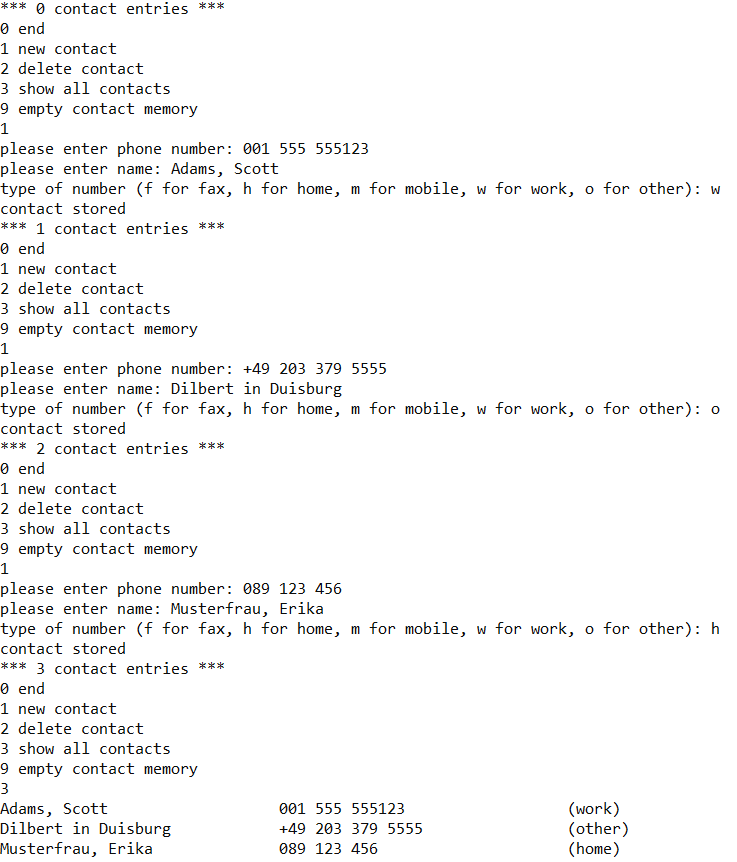 *** 0 contact entries ***
0 end
1 new contact
2 delete contact
3 show all contacts
9 empty contact memory
1
please enter phone number: 001 555 555123
please enter name: Adams, Scott
type of number (f for fax, h for home, m for mobile, w for work, o for other): w
contact stored
*** 1 contact entries ***
0 end
1 new contact
2 delete contact
3 show all contacts
9 empty contact memory
1
please enter phone number: +49 203 379 5555
please enter name: Dilbert in Duisburg
type of number (f for fax, h for home, m for mobile, w for work, o for other): o
contact stored
*** 2 contact entries ***
0 end
1 new contact
2 delete contact
3 show all contacts
9 empty contact memory
1
please enter phone number: 089 123 456
please enter name: Musterfrau, Erika
type of number (f for fax, h for home, m for mobile, w for work, o for other): h
contact stored
*** 3 contact entries ***
0 end
1 new contact
2 delete contact
3 show all contacts
9 empty contact memory
3
Adams, Scott                   001 555 555123                  (work)
Dilbert in Duisburg            +49 203 379 5555                (other)
Musterfrau, Erika              089 123 456                     (home)